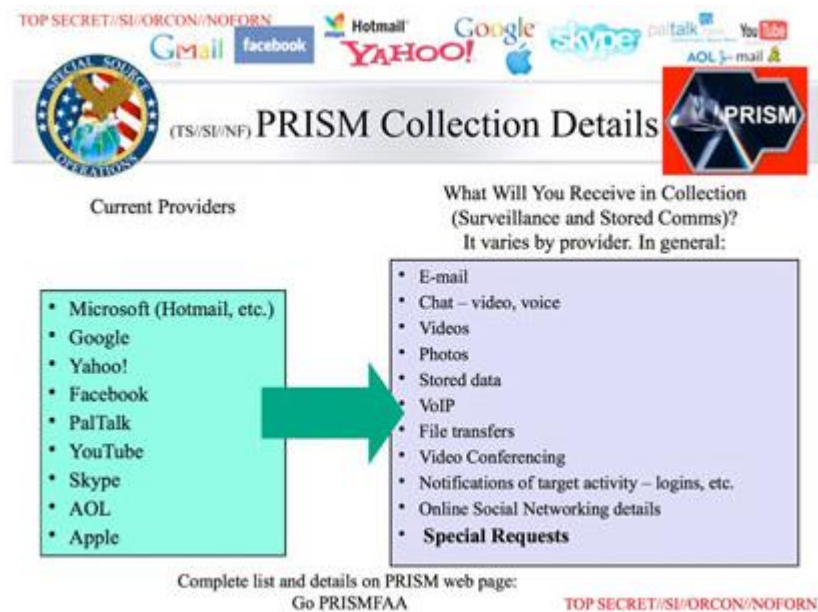 TOP SECRET//SI//ORCON//NOFORN
Gmail
facebook
Hotmail
YAHOO!
Google
skype
paltalk
YouTube
AOL mail
SPECIAL SOURCE
OPERATIONS
(TS//SI//NF) PRISM Collection Details
PRISM
Current Providers
What Will You Receive in Collection
(Surveillance and Stored Comms)?
It varies by provider. In general:
• Microsoft (Hotmail, etc.)
• Google
• Yahoo!
• Facebook
• PalTalk
• YouTube
• Skype
• AOL
• Apple
• E-mail
• Chat – video, voice
• Videos
• Photos
• Stored data
• VoIP
• File transfers
• Video Conferencing
• Notifications of target activity – logins, etc.
• Online Social Networking details
• Special Requests
Complete list and details on PRISM web page:
Go PRISMFAA
TOP SECRET//SI//ORCON//NOFORN